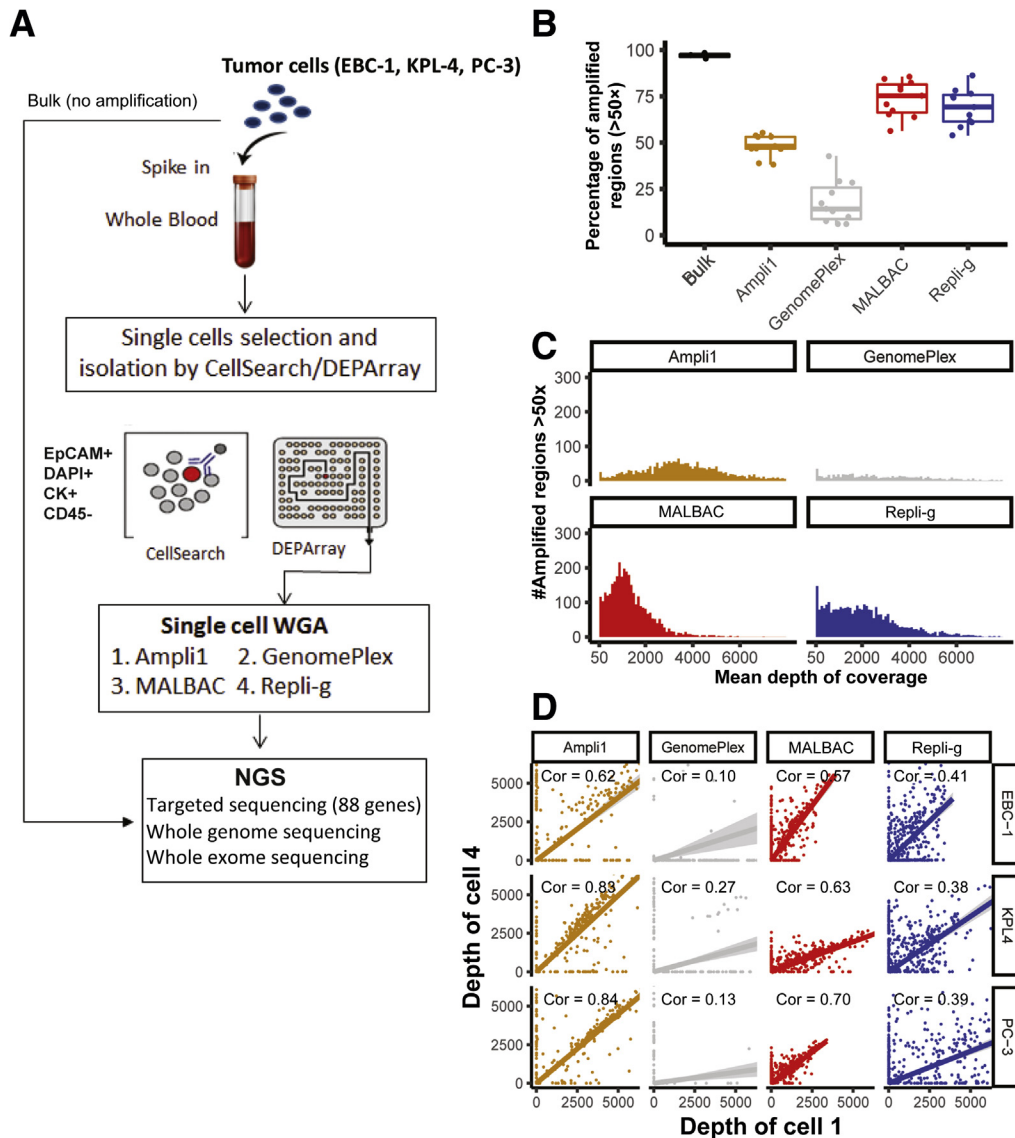 A
Tumor cells (EBC-1, KPL-4, PC-3)
Bulk (no amplification)
Spike in
Whole Blood
Single cells selection and
isolation by CellSearch/DEPArray
EpCAM+
DAPI+
CK+
CD45-
CellSearch
DEPArray
Single cell WGA
1. Ampli1 2. GenomePlex
3. MALBAC 4. Repli-g
NGS
Targeted sequencing (88 genes)
Whole genome sequencing
Whole exome sequencing
B
Percentage of amplified
regions (>50×)
100
75
50
25
0
Bulk
Ampli1
GenomePlex
MALBAC
Repli-g
C
#Amplified regions >50x
Ampli1
GenomePlex
300
200
100
0
MALBAC
Repli-g
300
200
100
0
50 2000 4000 6000
50 2000 4000 6000
Mean depth of coverage
D
Depth of cell 4
Ampli1
GenomePlex
MALBAC
Repli-g
5000
2500
0
Cor = 0.62
Cor = 0.10
Cor = 0.57
Cor = 0.41
EBC-1
5000
2500
0
Cor = 0.83
Cor = 0.27
Cor = 0.63
Cor = 0.38
KPL4
5000
2500
0
Cor = 0.84
Cor = 0.13
Cor = 0.70
Cor = 0.39
PC-3
0 2500 5000
0 2500 5000
0 2500 5000
0 2500 5000
Depth of cell 1